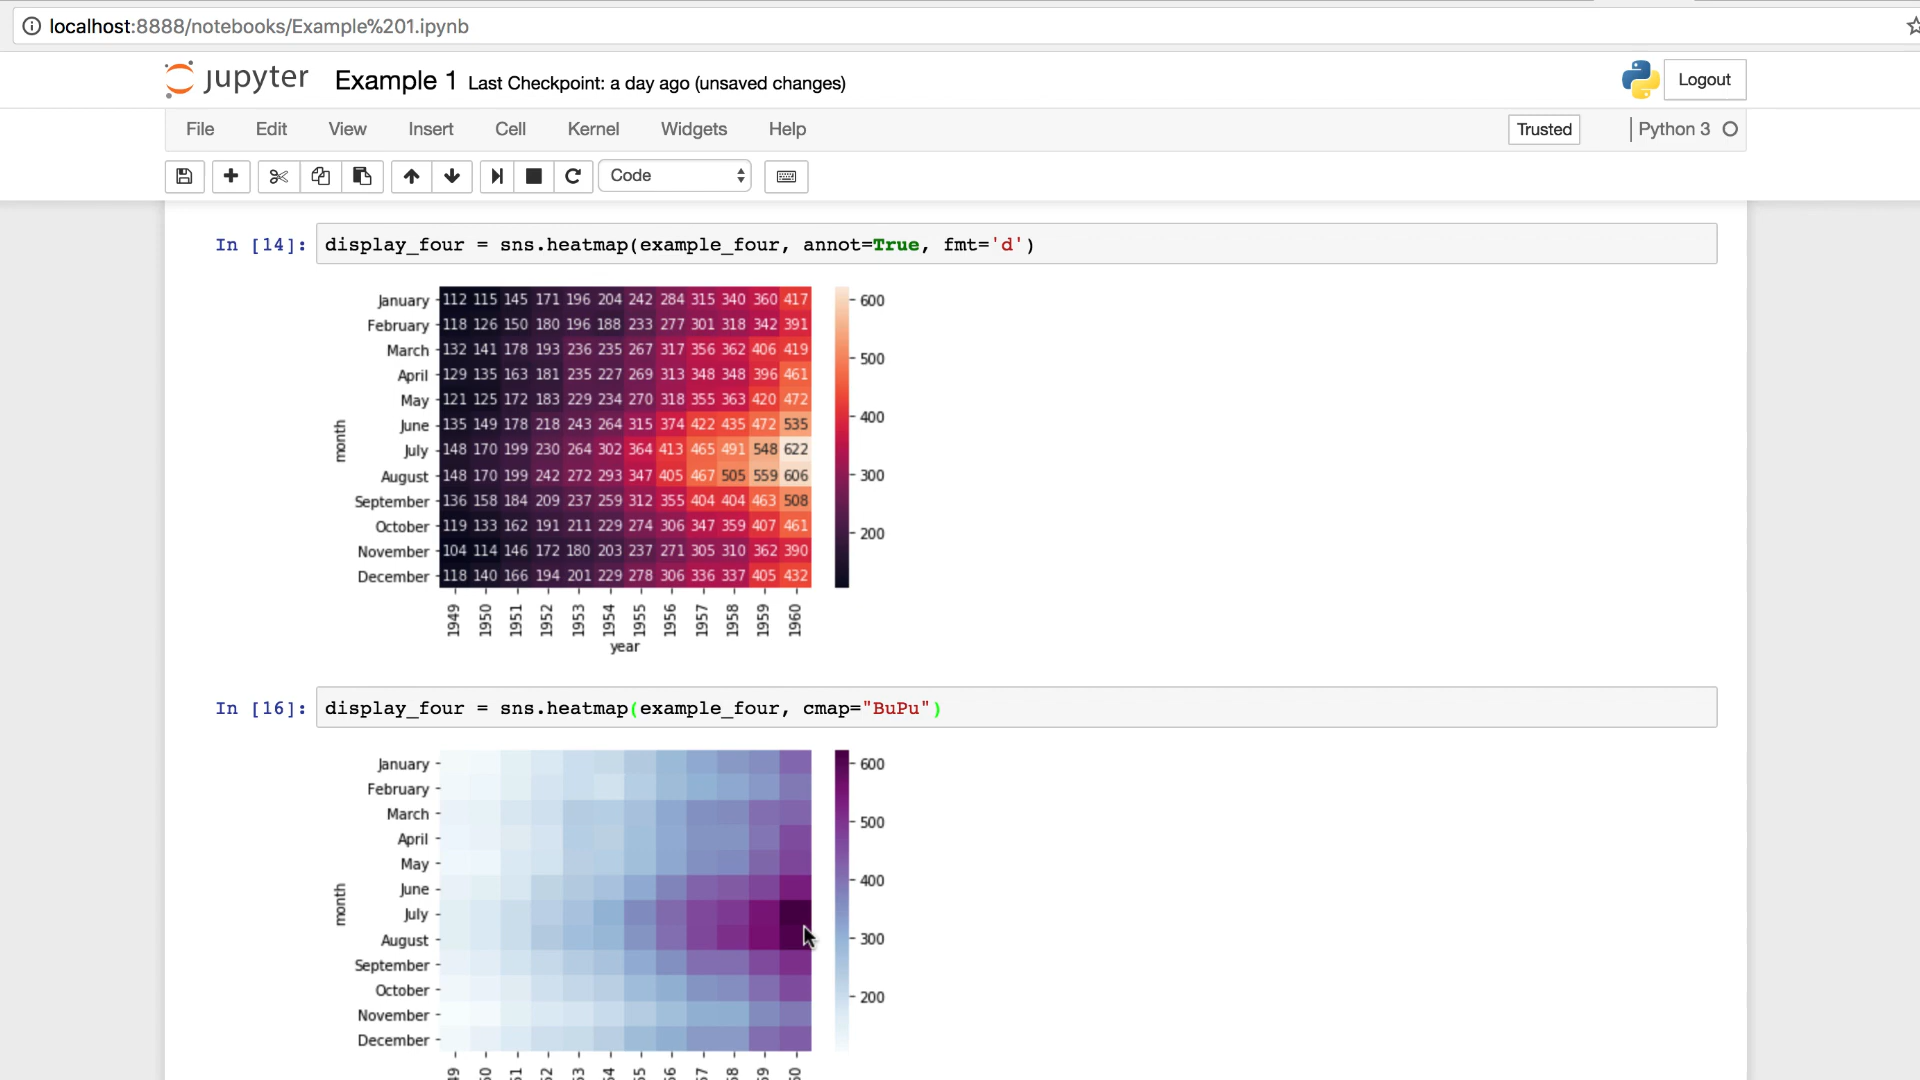 localhost:8888/notebooks/Example%201.ipynb
jupyter Example 1 Last Checkpoint: a day ago (unsaved changes) Logout
File Edit View Insert Cell Kernel Widgets Help Trusted Python 3
Code
In [14]: display_four = sns.heatmap(example_four, annot=True, fmt='d')
January 112 115 145 171 196 204 242 284 315 340 360 417 600
February 118 126 150 180 196 188 233 277 301 318 342 391
March 132 141 178 193 236 235 267 317 356 362 406 419 500
April 129 135 163 181 235 227 269 313 348 348 396 461
May 121 125 172 183 229 234 270 318 355 363 420 472 400
June 135 149 178 218 243 264 315 374 422 435 472 535
month
July 148 170 199 230 264 302 364 413 465 491 548 622
August 148 170 199 242 272 293 347 405 467 505 559 606 300
September 136 158 184 209 237 259 312 355 404 404 463 508
October 119 133 162 191 211 229 274 306 347 359 407 461 200
November 104 114 146 172 180 203 237 271 305 310 362 390
December 118 140 166 194 201 229 278 306 336 337 405 432
1949 1950 1951 1952 1953 1954 1955 1956 1957 1958 1959 1960
year
In [16]: display_four = sns.heatmap(example_four, cmap="BuPu")
January 600
February
March 500
April
May 400
June
month
July
August 300
September
October 200
November
December
49 50 51 52 53 54 55 56 57 58 59 60